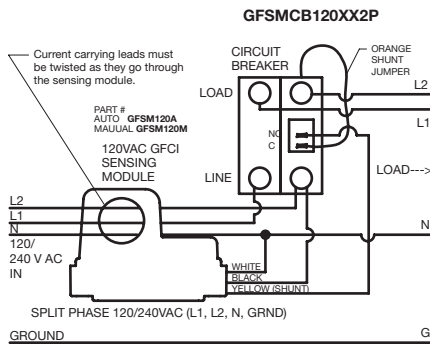 GFSMCB120XX2P
Current carrying leads must
be twisted as they go through
the sensing module.
CIRCUIT
BREAKER
ORANGE
SHUNT
JUMPER
LOAD
L2
L1
PART #
AUTO GFSM120A
MAUUAL GFSM120M
120VAC GFCI
SENSING
MODULE
NO
C
LOAD--->
LINE
L2
L1
N
N
120/
240 V AC
IN
WHITE
BLACK
YELLOW (SHUNT)
SPLIT PHASE 120/240VAC (L1, L2, N, GRND)
GROUND
G